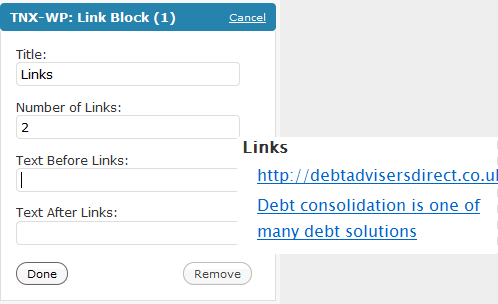 TNX-WP: Link Block (1) Cancel
Title:
Links
Number of Links:
2
Text Before Links:
Text After Links:
Done Remove
Links
http://debtadvisersdirect.co.uk
Debt consolidation is one of
many debt solutions